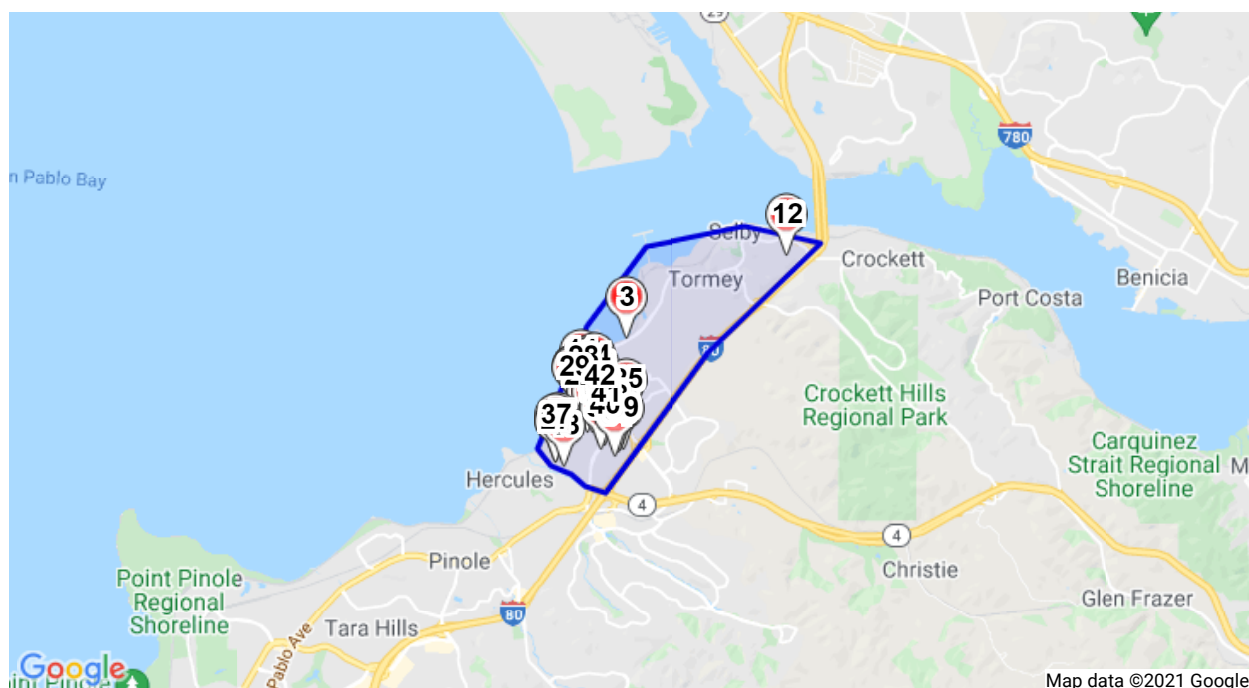 29
780
n Pablo Bay
12
Selby
Crockett
Tormey
Benicia
Port Costa
3
80
29
42
41
37
Crockett Hills
Regional Park
Carquinez
Strait Regional
Shoreline
Hercules
4
4
Pinole
Christie
Point Pinole
Regional
Shoreline
Glen Frazer
80
Tara Hills
Pablo Ave
Google
Map data ©2021 Google